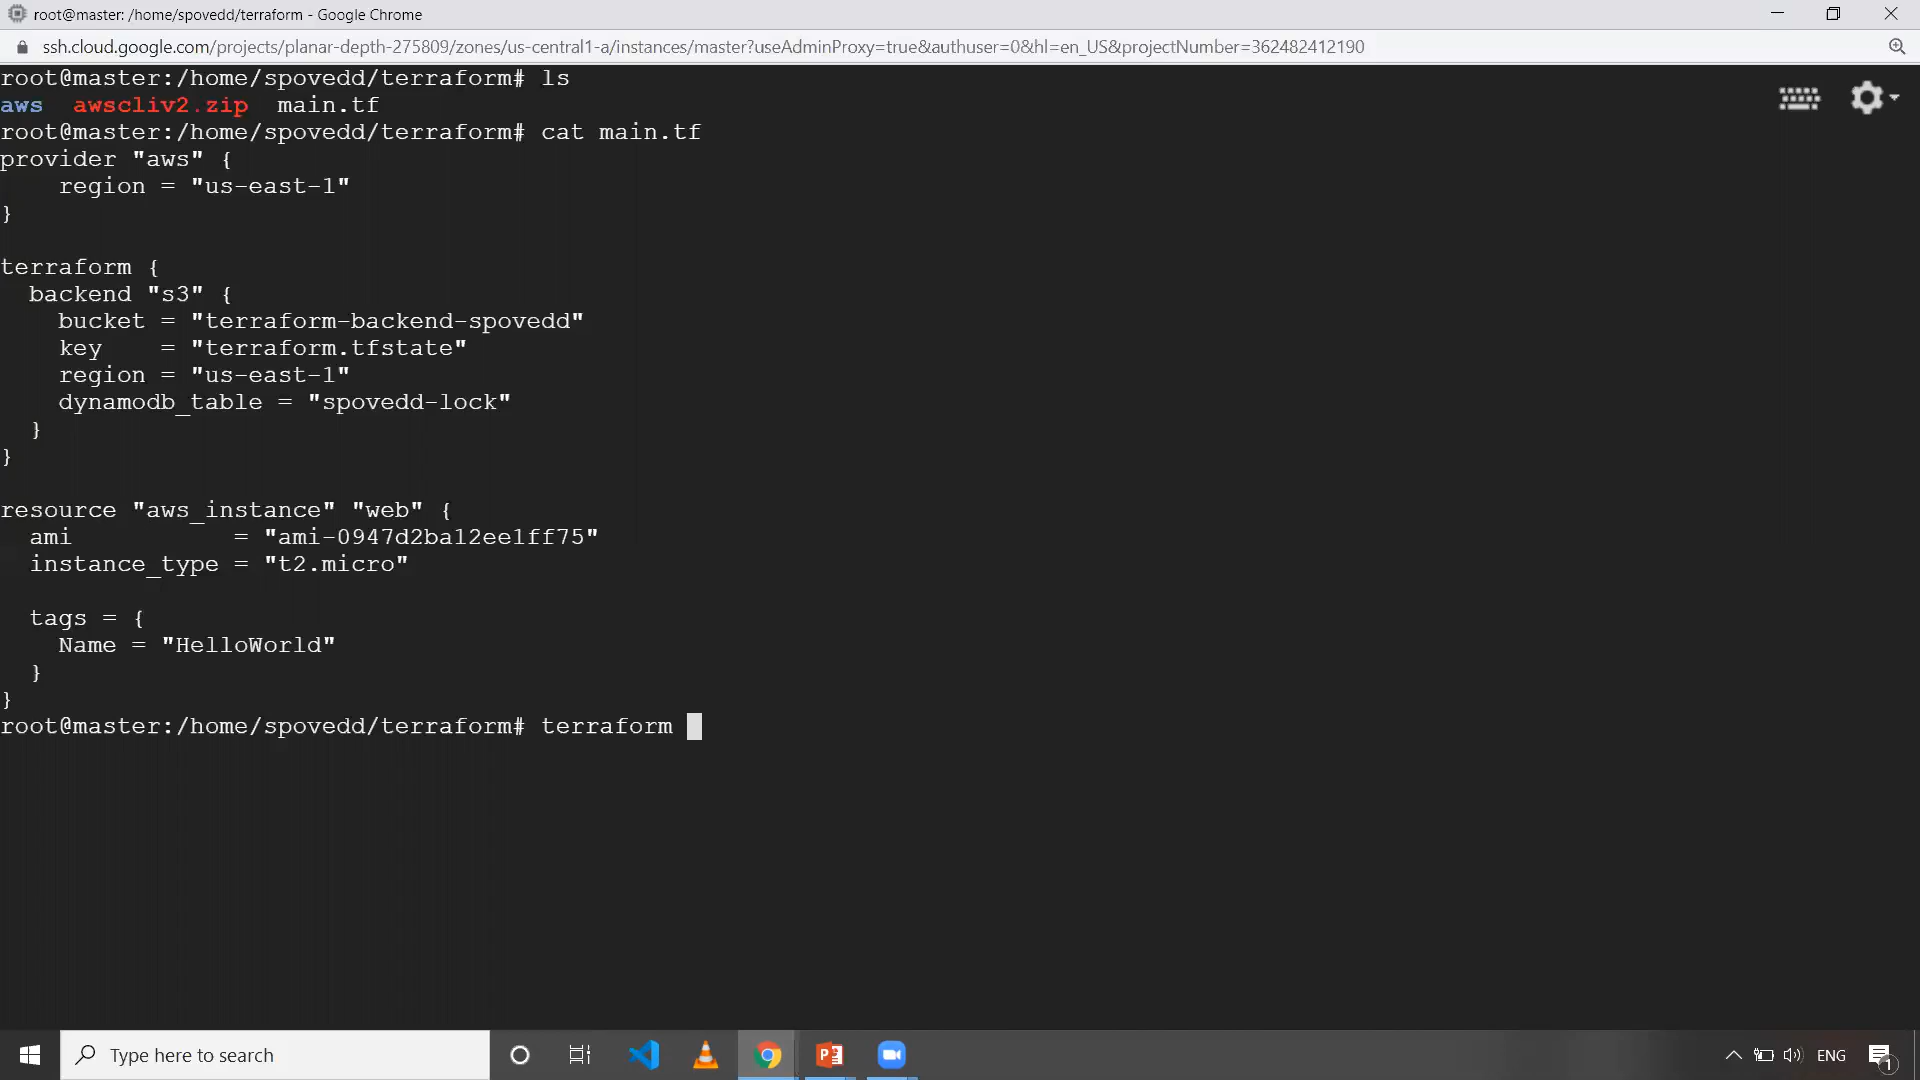 root@master: /home/spovedd/terraform - Google Chrome
ssh.cloud.google.com/projects/planar-depth-275809/zones/us-central1-a/instances/master?useAdminProxy=true&authuser=0&hl=en_US&projectNumber=362482412190
root@master:/home/spovedd/terraform# ls
aws  awscliv2.zip  main.tf
root@master:/home/spovedd/terraform# cat main.tf
provider "aws" {
    region = "us-east-1"
}
terraform {
  backend "s3" {
    bucket = "terraform-backend-spovedd"
    key    = "terraform.tfstate"
    region = "us-east-1"
    dynamodb_table = "spovedd-lock"
  }
}
resource "aws_instance" "web" {
  ami           = "ami-0947d2ba12ee1ff75"
  instance_type = "t2.micro"
  tags = {
    Name = "HelloWorld"
  }
}
root@master:/home/spovedd/terraform# terraform
Type here to search
ENG
1